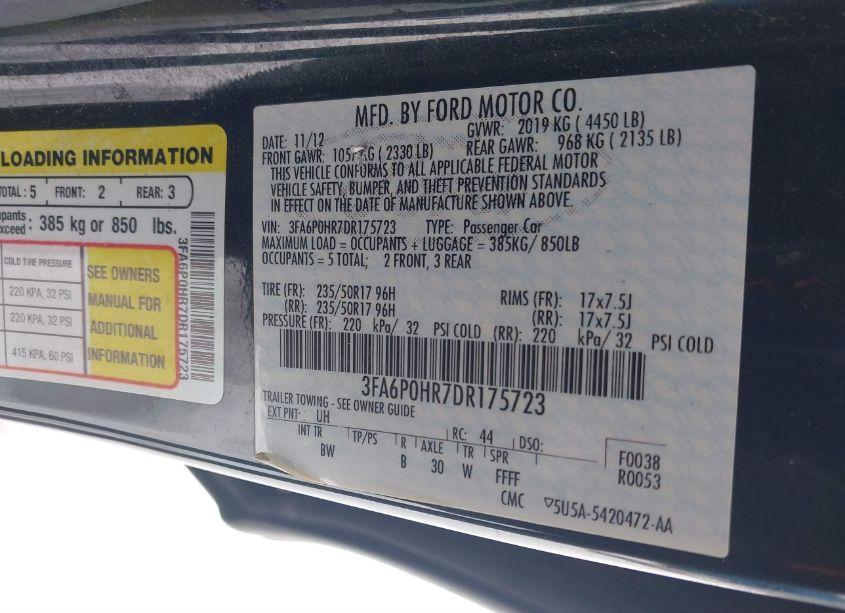 LOADING INFORMATION
TOTAL : 5 FRONT: 2 REAR: 3
385 kg or 850 lbs.
COLD TIRE PRESSURE
220 KPA, 32 PSI
220 KPA, 32 PSI
415 KPA, 60 PSI
SEE OWNERS
MANUAL FOR
ADDITIONAL
INFORMATION
3FA6P0HR7DR175723
MFD. BY FORD MOTOR CO.
DATE: 11/12 GVWR: 2019 KG ( 4450 LB)
FRONT GAWR: KG ( 2330 LB) REAR GAWR: 968 KG ( 2135 LB)
THIS VEHICLE CONFORMS TO ALL APPLICABLE FEDERAL MOTOR
VEHICLE SAFETY, BUMPER, AND THEFT PREVENTION STANDARDS
IN EFFECT ON THE DATE OF MANUFACTURE SHOWN ABOVE.
VIN: 3FA6P0HR7DR175723 TYPE: Passenger Car
MAXIMUM LOAD = OCCUPANTS + LUGGAGE = 385KG/ 850LB
OCCUPANTS = 5 TOTAL; 2 FRONT, 3 REAR
TIRE (FR): 235/50R17 96H RIMS (FR): 17x7.5J
(RR): 235/50R17 96H (RR): 17x7.5J
PRESSURE (FR): 220 kPa/ 32 PSI COLD (RR): 220 kPa/ 32 PSI COLD
3FA6P0HR7DR175723
TRAILER TOWING - SEE OWNER GUIDE
EXT PNT: UH RC: 44 DSO:
INT TR TP/PS R AXLE TR SPR F0038
BW B 30 W FFFF R0053
CMC ▽5U5A-5420472-AA